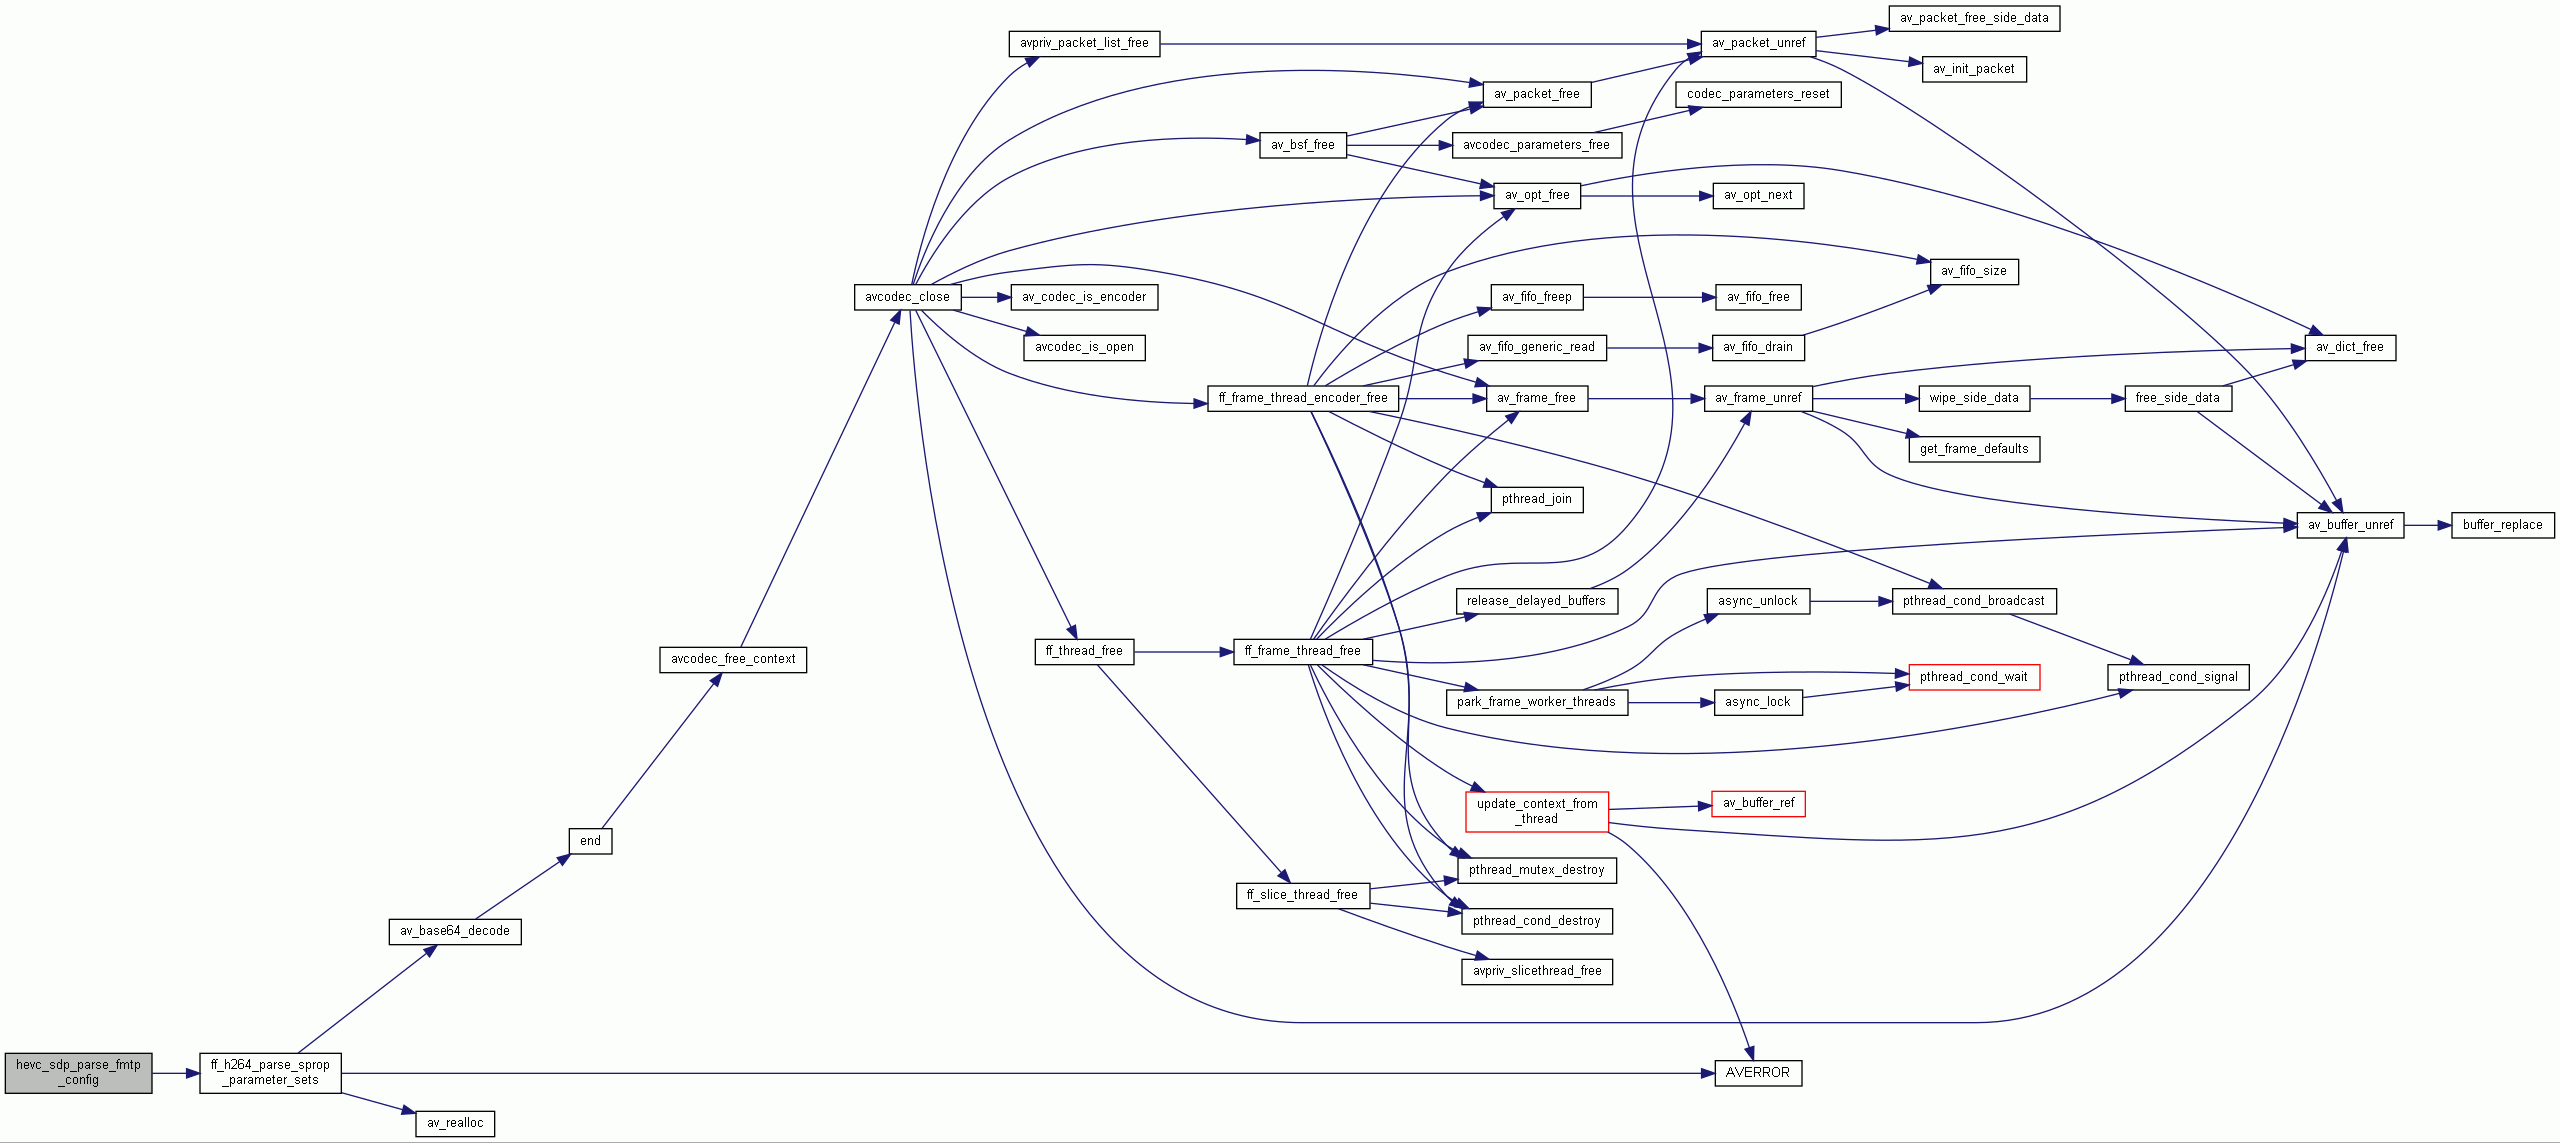 hevc_sdp_parse_fmtp
_config
ff_h264_parse_sprop
_parameter_sets
av_base64_decode
av_realloc
end
avcodec_free_context
avcodec_close
avpriv_packet_list_free
av_codec_is_encoder
avcodec_is_open
ff_thread_free
av_bsf_free
ff_frame_thread_encoder_free
ff_frame_thread_free
ff_slice_thread_free
av_packet_free
avcodec_parameters_free
av_opt_free
av_fifo_freep
av_fifo_generic_read
av_frame_free
pthread_join
release_delayed_buffers
park_frame_worker_threads
update_context_from
_thread
pthread_mutex_destroy
pthread_cond_destroy
avpriv_slicethread_free
av_packet_unref
codec_parameters_reset
av_opt_next
av_fifo_free
av_fifo_drain
av_frame_unref
async_unlock
async_lock
av_buffer_ref
AVERROR
av_packet_free_side_data
av_init_packet
av_fifo_size
wipe_side_data
get_frame_defaults
pthread_cond_broadcast
pthread_cond_wait
free_side_data
pthread_cond_signal
av_dict_free
av_buffer_unref
buffer_replace